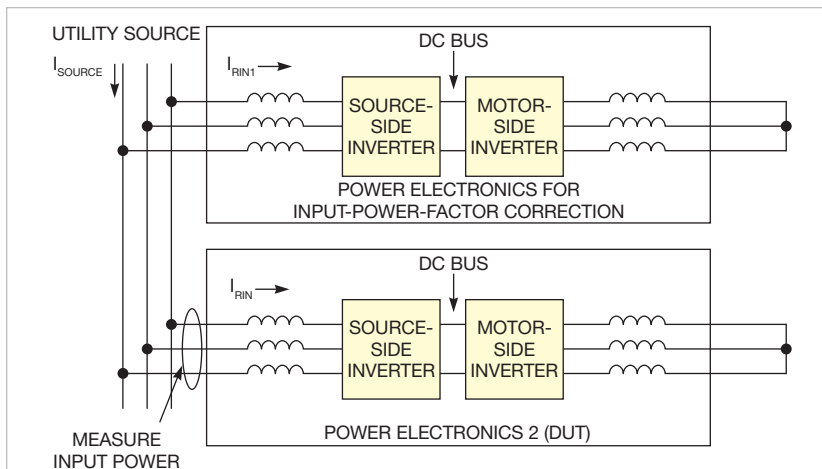 UTILITY SOURCE
I_SOURCE
I_RIN1
DC BUS
SOURCE-
SIDE
INVERTER
MOTOR-
SIDE
INVERTER
POWER ELECTRONICS FOR
INPUT-POWER-FACTOR CORRECTION
I_RIN
DC BUS
SOURCE-
SIDE
INVERTER
MOTOR-
SIDE
INVERTER
POWER ELECTRONICS 2 (DUT)
MEASURE
INPUT POWER